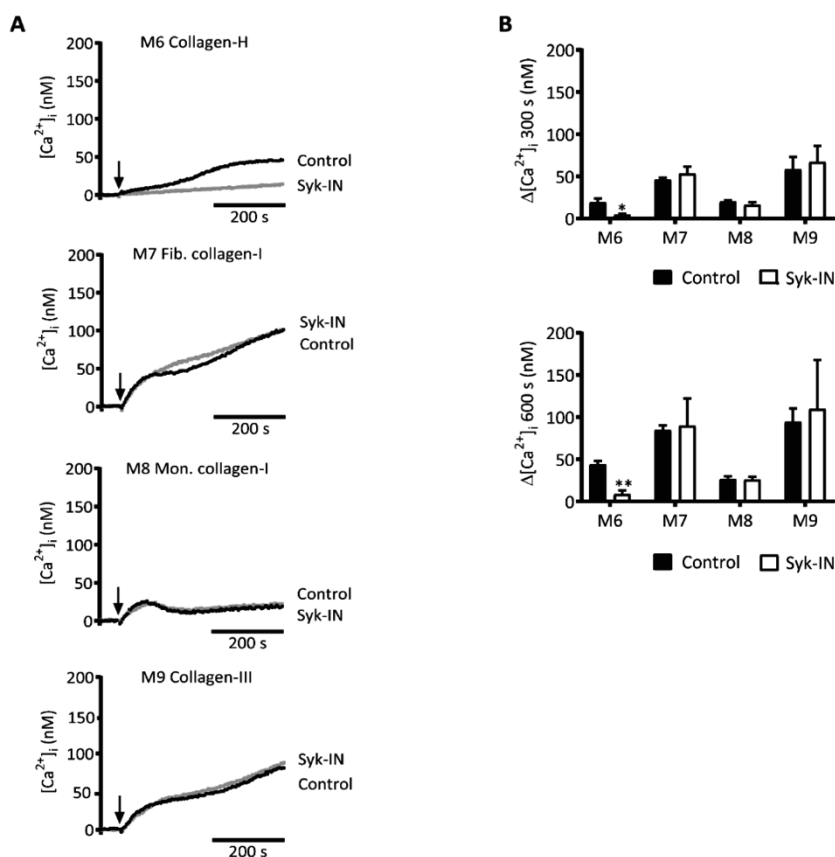 A
M6 Collagen-H
200
150
100
50
0
[Ca²⁺]ᵢ (nM)
Control
Syk-IN
200 s
M7 Fib. collagen-I
200
150
100
50
0
[Ca²⁺]ᵢ (nM)
Syk-IN
Control
200 s
M8 Mon. collagen-I
200
150
100
50
0
[Ca²⁺]ᵢ (nM)
Control
Syk-IN
200 s
M9 Collagen-III
200
150
100
50
0
[Ca²⁺]ᵢ (nM)
Syk-IN
Control
200 s
B
200
150
100
50
0
Δ[Ca²⁺]ᵢ 300 s (nM)
*
M6 M7 M8 M9
Control Syk-IN
200
150
100
50
0
Δ[Ca²⁺]ᵢ 600 s (nM)
**
M6 M7 M8 M9
Control Syk-IN